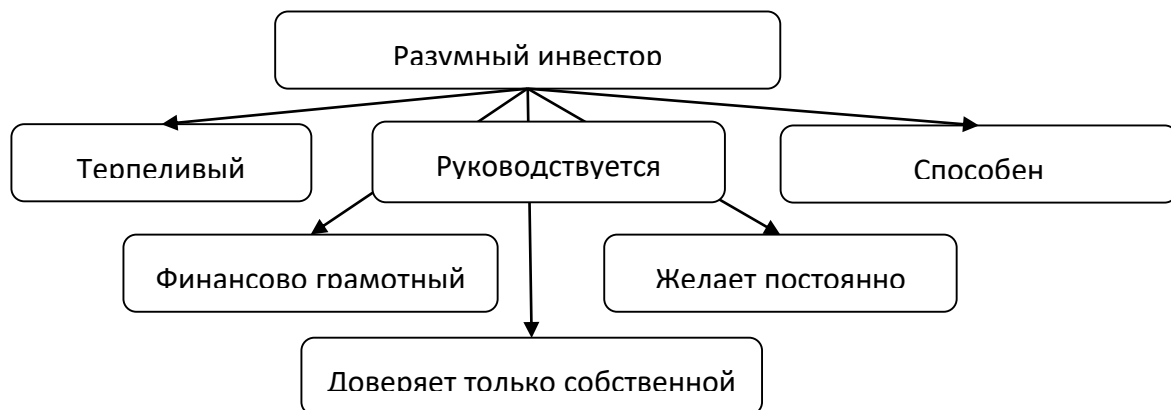 Разумный инвестор
Терпеливый
Руководствуется
Способен
Финансово грамотный
Желает постоянно
Доверяет только собственной